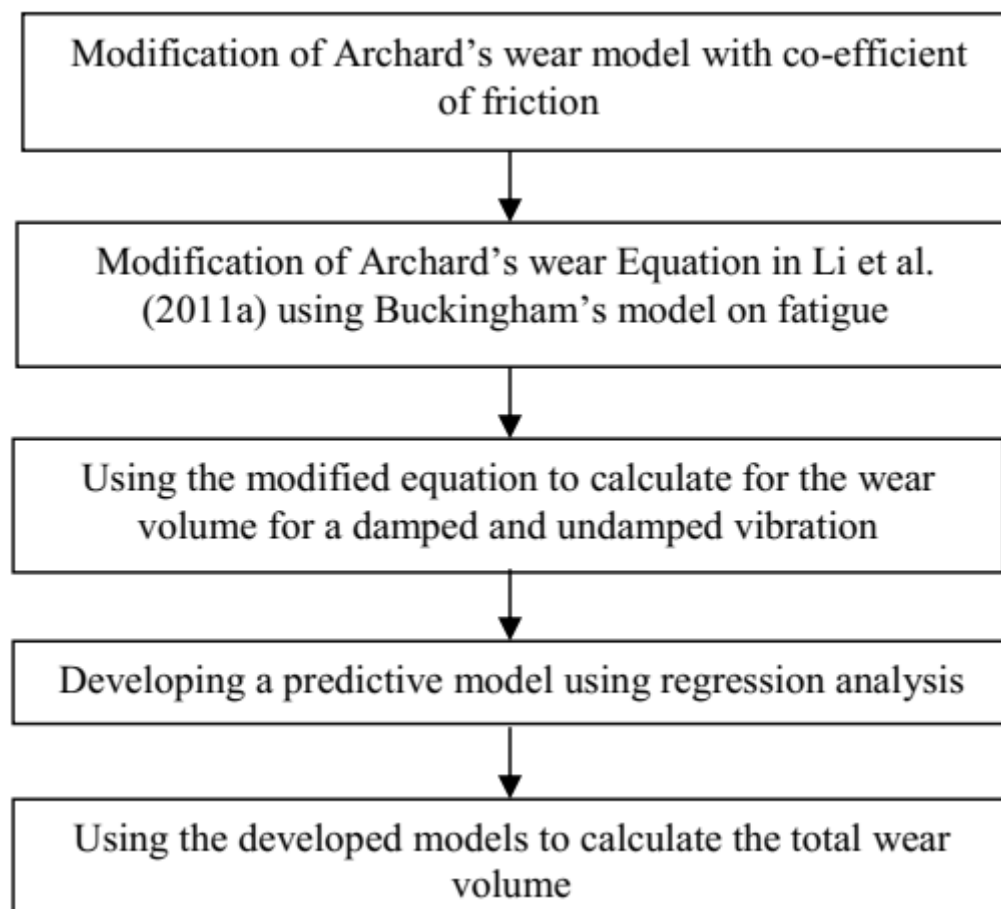 Modification of Archard’s wear model with co-efficient
of friction
Modification of Archard’s wear Equation in Li et al.
(2011a) using Buckingham’s model on fatigue
Using the modified equation to calculate for the wear
volume for a damped and undamped vibration
Developing a predictive model using regression analysis
Using the developed models to calculate the total wear
volume